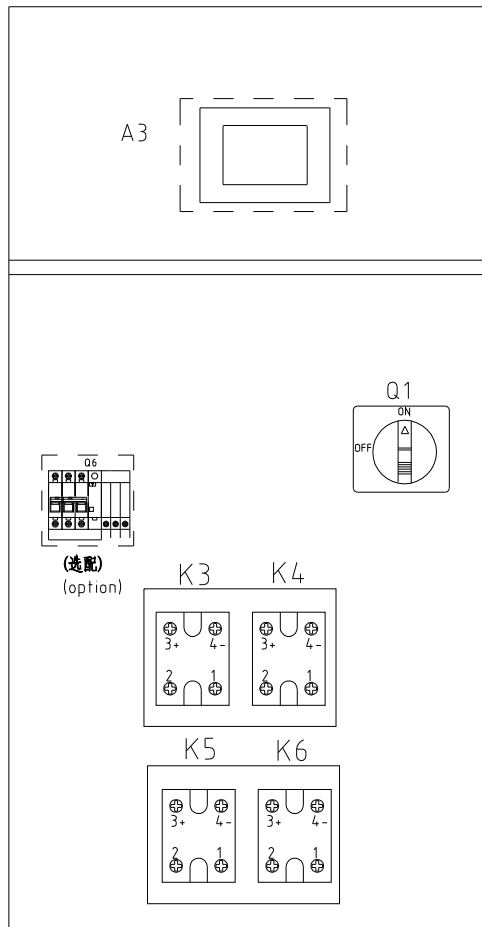 A3
Q1
ON
OFF
Q6
(选配)
(option)
K3 K4
3+ 4- 3+ 4-
2 1 2 1
K5 K6
3+ 4- 3+ 4-
2 1 2 1